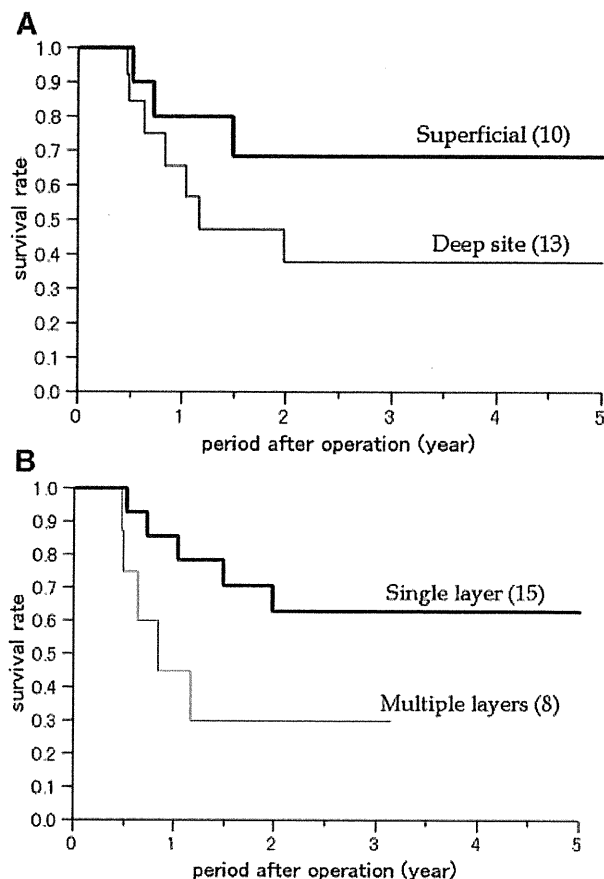 A
1.0
0.9
0.8
0.7
0.6
0.5
0.4
0.3
0.2
0.1
0.0
survival rate
Superficial (10)
Deep site (13)
0 1 2 3 4 5
period after operation (year)
B
1.0
0.9
0.8
0.7
0.6
0.5
0.4
0.3
0.2
0.1
0.0
survival rate
Single layer (15)
Multiple layers (8)
0 1 2 3 4 5
period after operation (year)